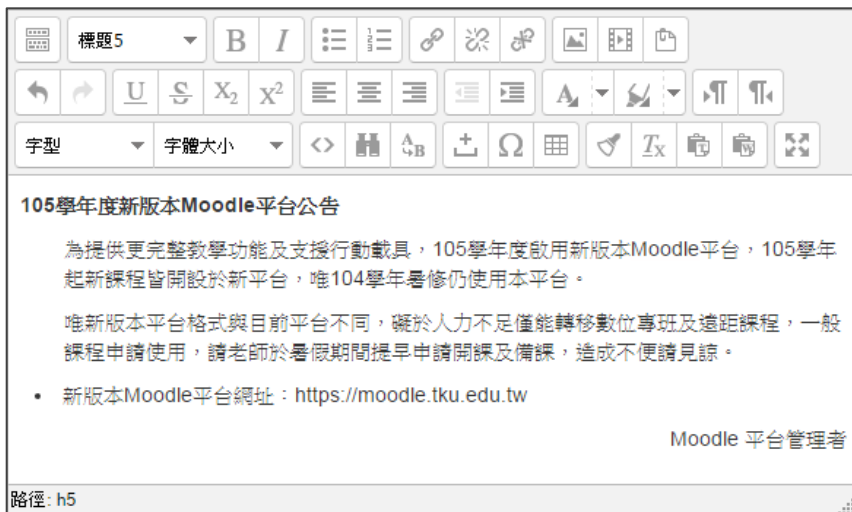 標題5
B I
U S X₂ X²
字型 字體大小
105學年度新版本Moodle平台公告
為提供更完整教學功能及支援行動載具，105學年度啟用新版本Moodle平台，105學年
起新課程皆開設於新平台，唯104學年暑修仍使用本平台。
唯新版本平台格式與目前平台不同，礙於人力不足僅能轉移數位專班及遠距課程，一般
課程申請使用，請老師於暑假期間提早申請開課及備課，造成不便請見諒。
• 新版本Moodle平台網址：https://moodle.tku.edu.tw
Moodle 平台管理者
路徑: h5